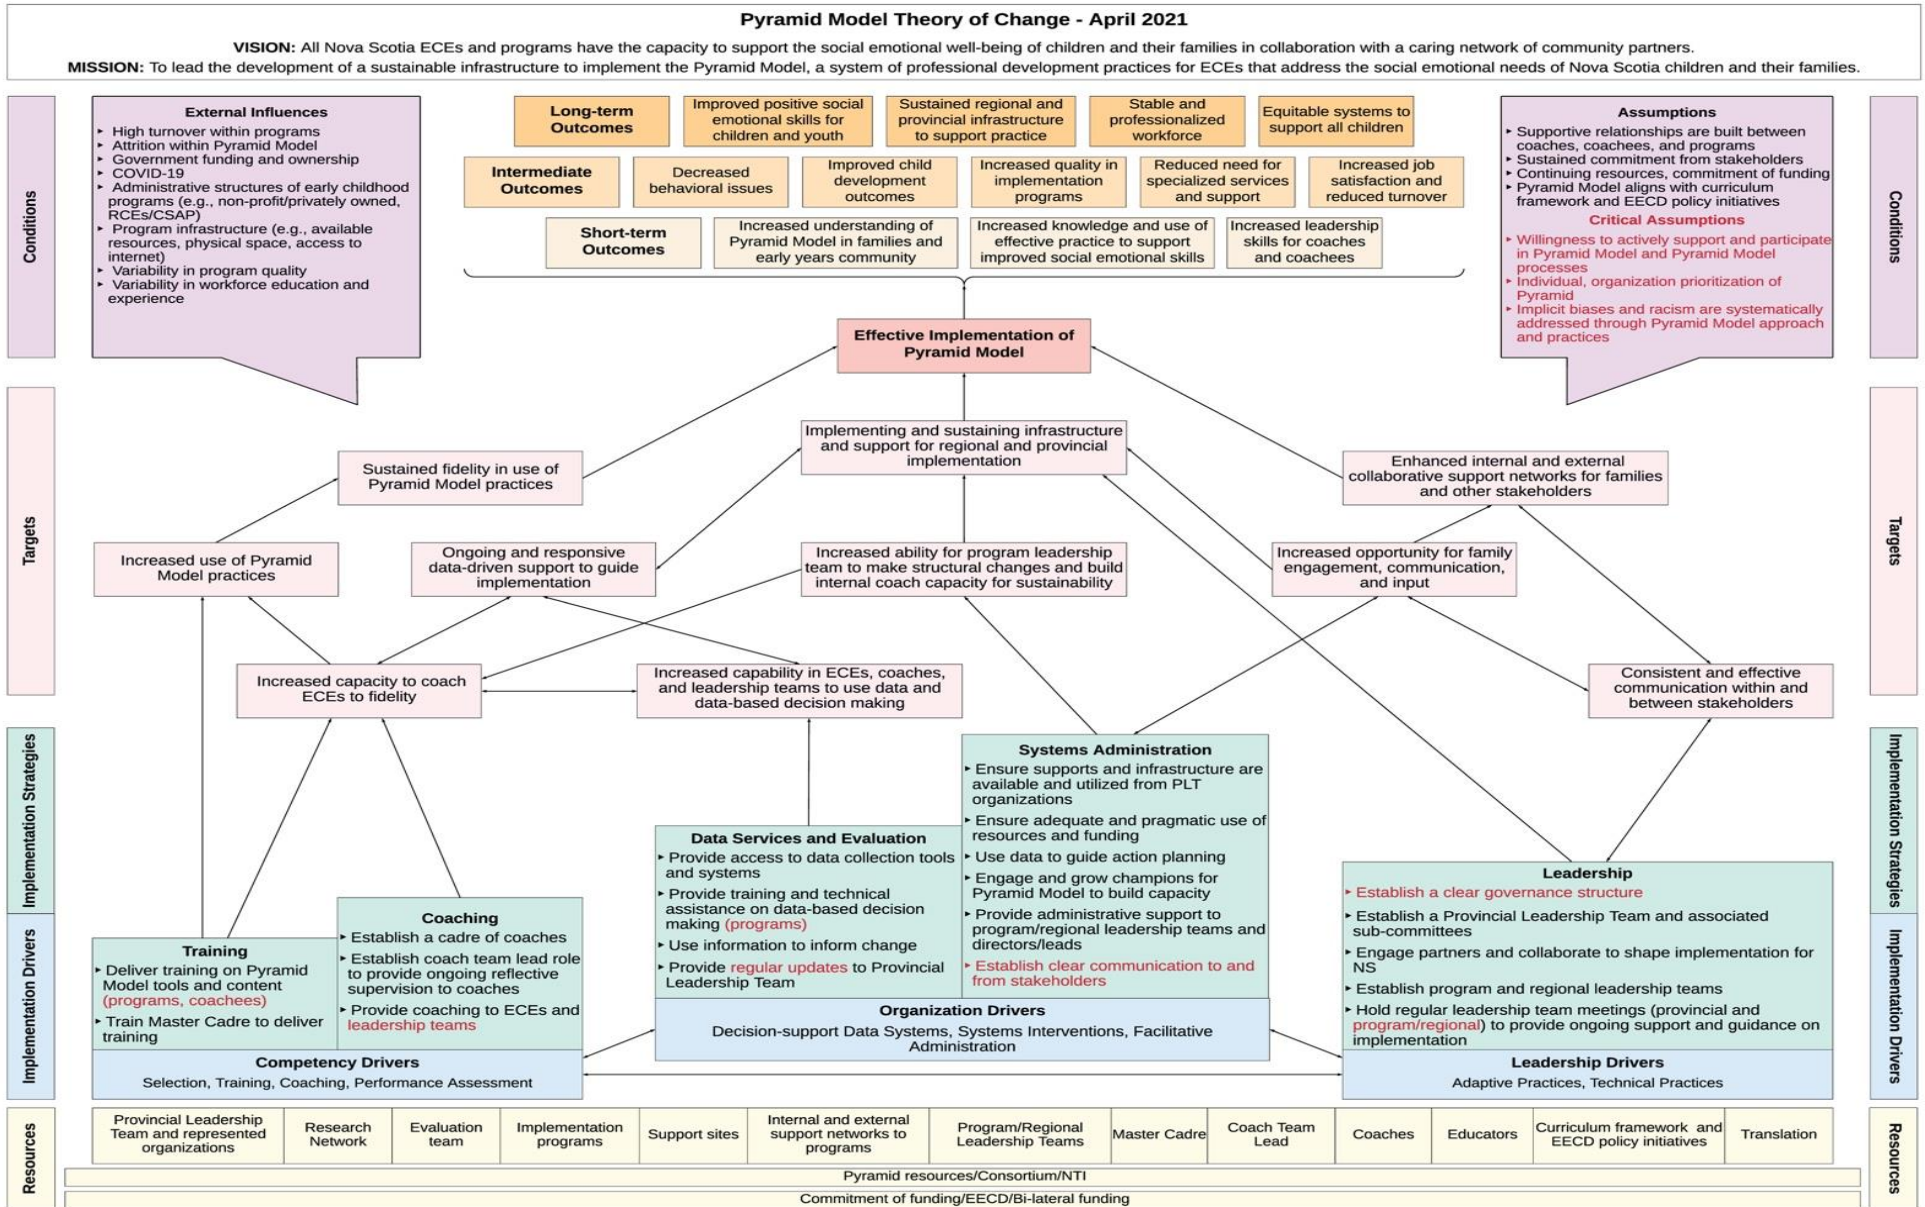 Pyramid Model Theory of Change - April 2021
VISION: All Nova Scotia ECEs and programs have the capacity to support the social emotional well-being of children and their families in collaboration with a caring network of community partners.
MISSION: To lead the development of a sustainable infrastructure to implement the Pyramid Model, a system of professional development practices for ECEs that address the social emotional needs of Nova Scotia children and their families.
Conditions
External Influences
‣ High turnover within programs
‣ Attrition within Pyramid Model
‣ Government funding and ownership
‣ COVID-19
‣ Administrative structures of early childhood
programs (e.g., non-profit/privately owned,
RCEs/CSAP)
‣ Program infrastructure (e.g., available
resources, physical space, access to
internet)
‣ Variability in program quality
‣ Variability in workforce education and
experience
Long-term
Outcomes
Improved positive social
emotional skills for
children and youth
Sustained regional and
provincial infrastructure
to support practice
Stable and
professionalized
workforce
Equitable systems to
support all children
Intermediate
Outcomes
Decreased
behavioral issues
Improved child
development
outcomes
Increased quality in
implementation
programs
Reduced need for
specialized services
and support
Increased job
satisfaction and
reduced turnover
Short-term
Outcomes
Increased understanding of
Pyramid Model in families and
early years community
Increased knowledge and use of
effective practice to support
improved social emotional skills
Increased leadership
skills for coaches
and coachees
Assumptions
‣ Supportive relationships are built between
coaches, coachees, and programs
‣ Sustained commitment from stakeholders
‣ Continuing resources, commitment of funding
‣ Pyramid Model aligns with curriculum
framework and EECD policy initiatives
Critical Assumptions
‣ Willingness to actively support and participate
in Pyramid Model and Pyramid Model
processes
‣ Individual, organization prioritization of
Pyramid
‣ Implicit biases and racism are systematically
addressed through Pyramid Model approach
and practices
Conditions
Effective Implementation of
Pyramid Model
Targets
Implementing and sustaining infrastructure
and support for regional and provincial
implementation
Sustained fidelity in use of
Pyramid Model practices
Enhanced internal and external
collaborative support networks for families
and other stakeholders
Targets
Increased use of Pyramid
Model practices
Ongoing and responsive
data-driven support to guide
implementation
Increased ability for program leadership
team to make structural changes and build
internal coach capacity for sustainability
Increased opportunity for family
engagement, communication,
and input
Increased capacity to coach
ECEs to fidelity
Increased capability in ECEs, coaches,
and leadership teams to use data and
data-based decision making
Consistent and effective
communication within and
between stakeholders
Implementation Strategies
Implementation Drivers
Training
‣ Deliver training on Pyramid
Model tools and content
(programs, coachees)
‣ Train Master Cadre to deliver
training
Coaching
‣ Establish a cadre of coaches
‣ Establish coach team lead role
to provide ongoing reflective
supervision to coaches
‣ Provide coaching to ECEs and
leadership teams
Competency Drivers
Selection, Training, Coaching, Performance Assessment
Data Services and Evaluation
‣ Provide access to data collection tools
and systems
‣ Provide training and technical
assistance on data-based decision
making (programs)
‣ Use information to inform change
‣ Provide regular updates to Provincial
Leadership Team
Systems Administration
‣ Ensure supports and infrastructure are
available and utilized from PLT
organizations
‣ Ensure adequate and pragmatic use of
resources and funding
‣ Use data to guide action planning
‣ Engage and grow champions for
Pyramid Model to build capacity
‣ Provide administrative support to
program/regional leadership teams and
directors/leads
‣ Establish clear communication to and
from stakeholders
Organization Drivers
Decision-support Data Systems, Systems Interventions, Facilitative
Administration
Leadership
‣ Establish a clear governance structure
‣ Establish a Provincial Leadership Team and associated
sub-committees
‣ Engage partners and collaborate to shape implementation for
NS
‣ Establish program and regional leadership teams
‣ Hold regular leadership team meetings (provincial and
program/regional) to provide ongoing support and guidance on
implementation
Leadership Drivers
Adaptive Practices, Technical Practices
Implementation Strategies
Implementation Drivers
Resources
Provincial Leadership
Team and represented
organizations
Research
Network
Evaluation
team
Implementation
programs
Support sites
Internal and external
support networks to
programs
Program/Regional
Leadership Teams
Master Cadre
Coach Team
Lead
Coaches
Educators
Curriculum framework and
EECD policy initiatives
Translation
Pyramid resources/Consortium/NTI
Commitment of funding/EECD/Bi-lateral funding
Resources